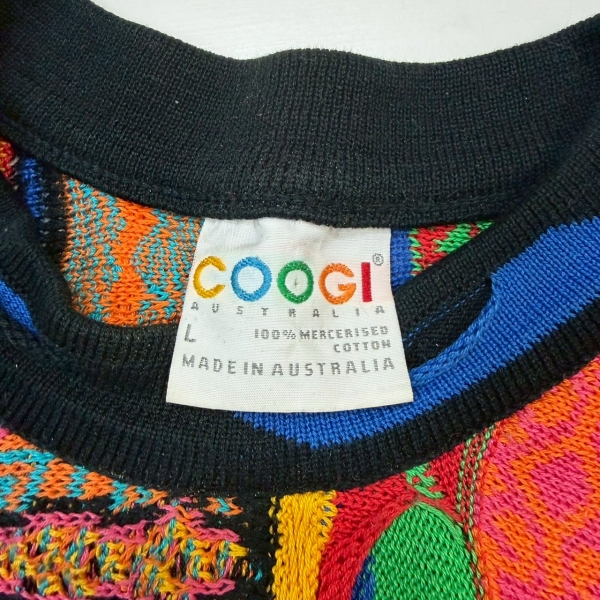 COOGI®
AUSTRALIA
L 100% MERCERISED
COTTON
MADE IN AUSTRALIA